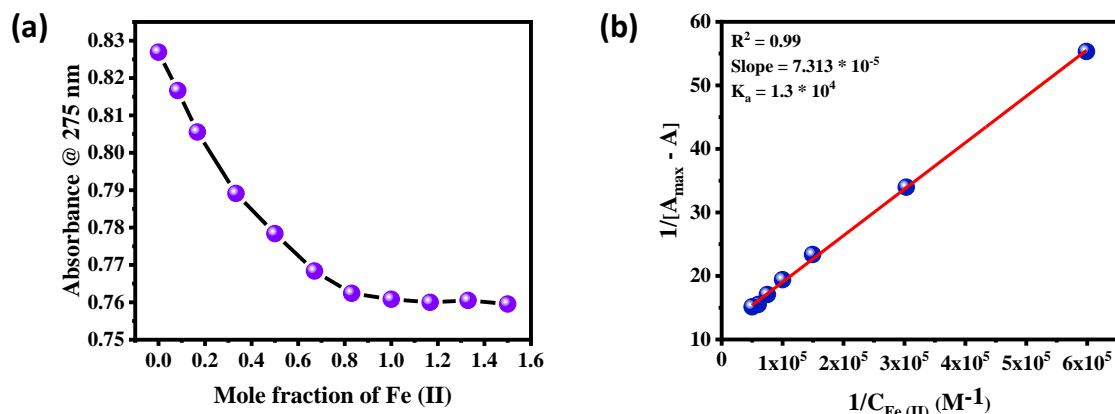 (a)
0.83
0.82
0.81
0.80
0.79
0.78
0.77
0.76
0.75
Absorbance @ 275 nm
0.0 0.2 0.4 0.6 0.8 1.0 1.2 1.4 1.6
Mole fraction of Fe (II)
(b)
R² = 0.99
Slope = 7.313 * 10⁻⁵
Kₐ = 1.3 * 10⁴
60
50
40
30
20
10
1/[Aₘₐₓ - A]
1x10⁵ 2x10⁵ 3x10⁵ 4x10⁵ 5x10⁵ 6x10⁵
1/C_Fe (II) (M⁻¹)